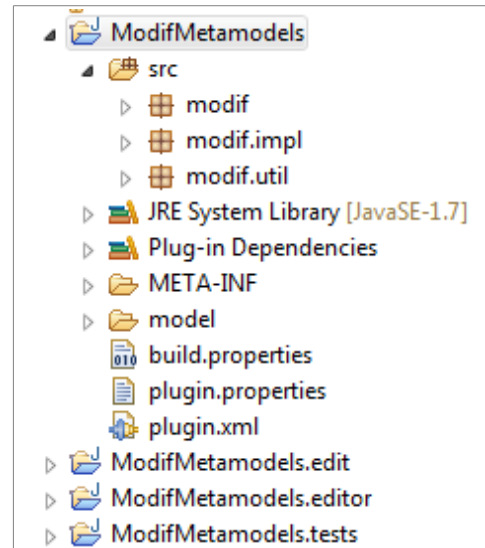 ModifMetamodels
src
modif
modif.impl
modif.util
JRE System Library [JavaSE-1.7]
Plug-in Dependencies
META-INF
model
010
build.properties
plugin.properties
plugin.xml
ModifMetamodels.edit
ModifMetamodels.editor
ModifMetamodels.tests